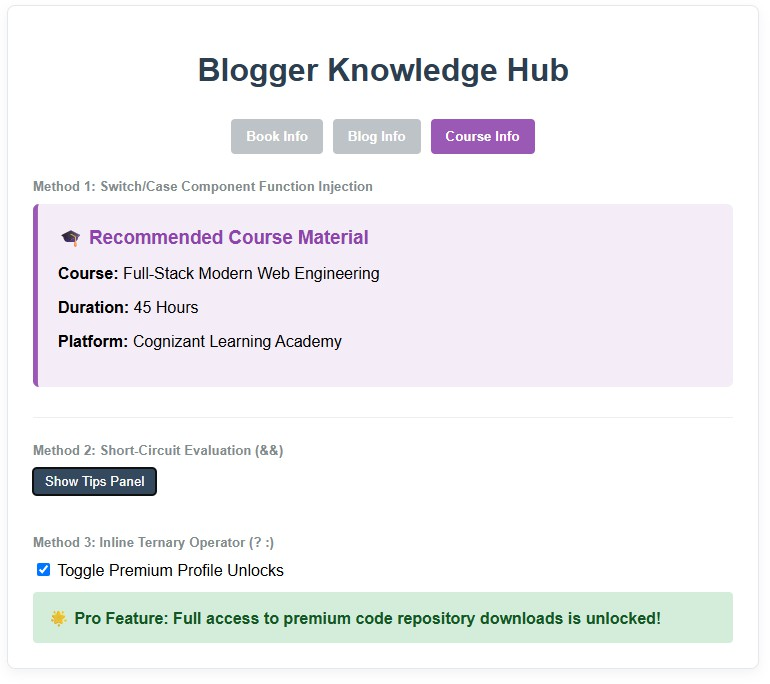 Blogger Knowledge Hub
Book Info Blog Info Course Info
Method 1: Switch/Case Component Function Injection
Recommended Course Material
Course: Full-Stack Modern Web Engineering
Duration: 45 Hours
Platform: Cognizant Learning Academy
Method 2: Short-Circuit Evaluation (&&)
Show Tips Panel
Method 3: Inline Ternary Operator (? :)
Toggle Premium Profile Unlocks
Pro Feature: Full access to premium code repository downloads is unlocked!